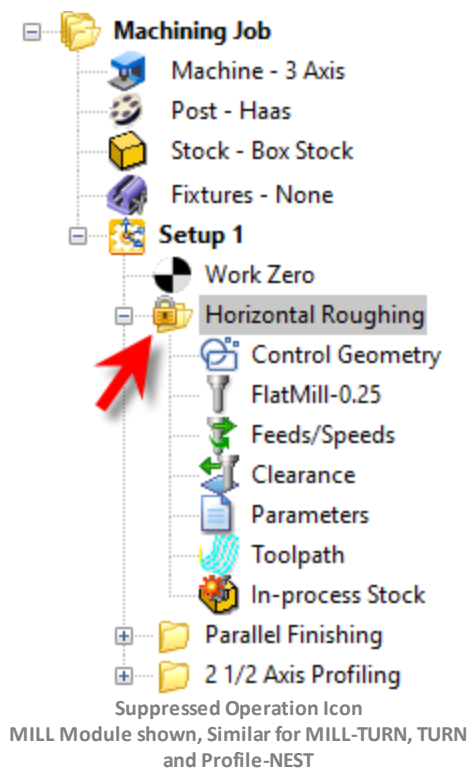 Machining Job
Machine - 3 Axis
Post - Haas
Stock - Box Stock
Fixtures - None
Setup 1
Work Zero
Horizontal Roughing
Control Geometry
FlatMill-0.25
Feeds/Speeds
Clearance
Parameters
Toolpath
In-process Stock
Parallel Finishing
2 1/2 Axis Profiling
Suppressed Operation Icon
MILL Module shown, Similar for MILL-TURN, TURN
and Profile-NEST